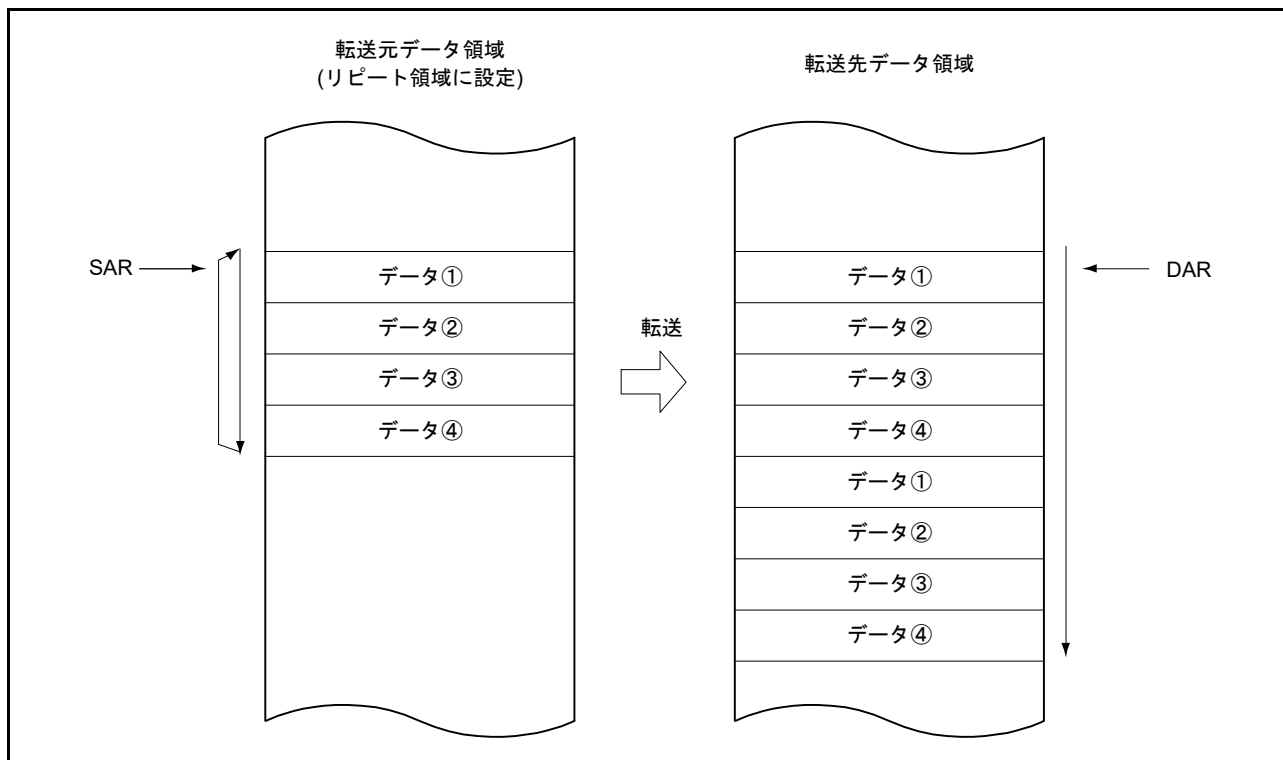 転送元データ領域
(リピート領域に設定)
転送先データ領域
SAR
データ①
データ②
データ③
データ④
転送
データ①
データ②
データ③
データ④
データ①
データ②
データ③
データ④
DAR